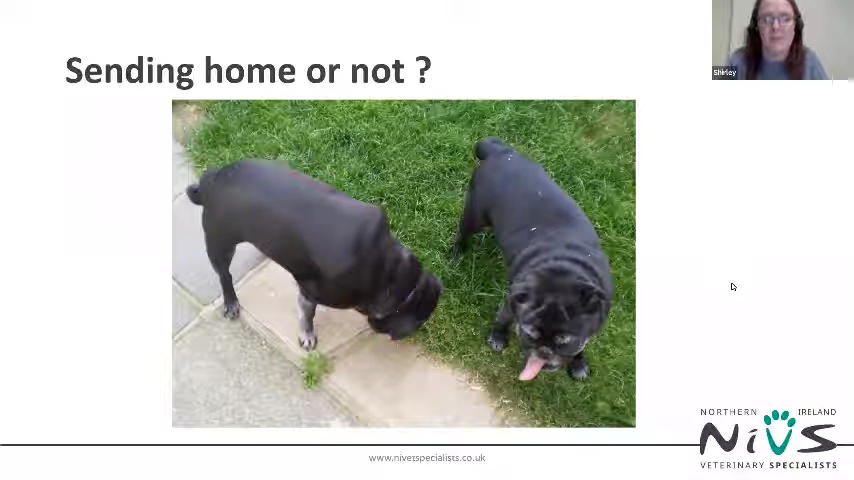 Sending home or not ?
Shirley
NORTHERN IRELAND
NiVS
VETERINARY SPECIALISTS
www.nivetspecialists.co.uk